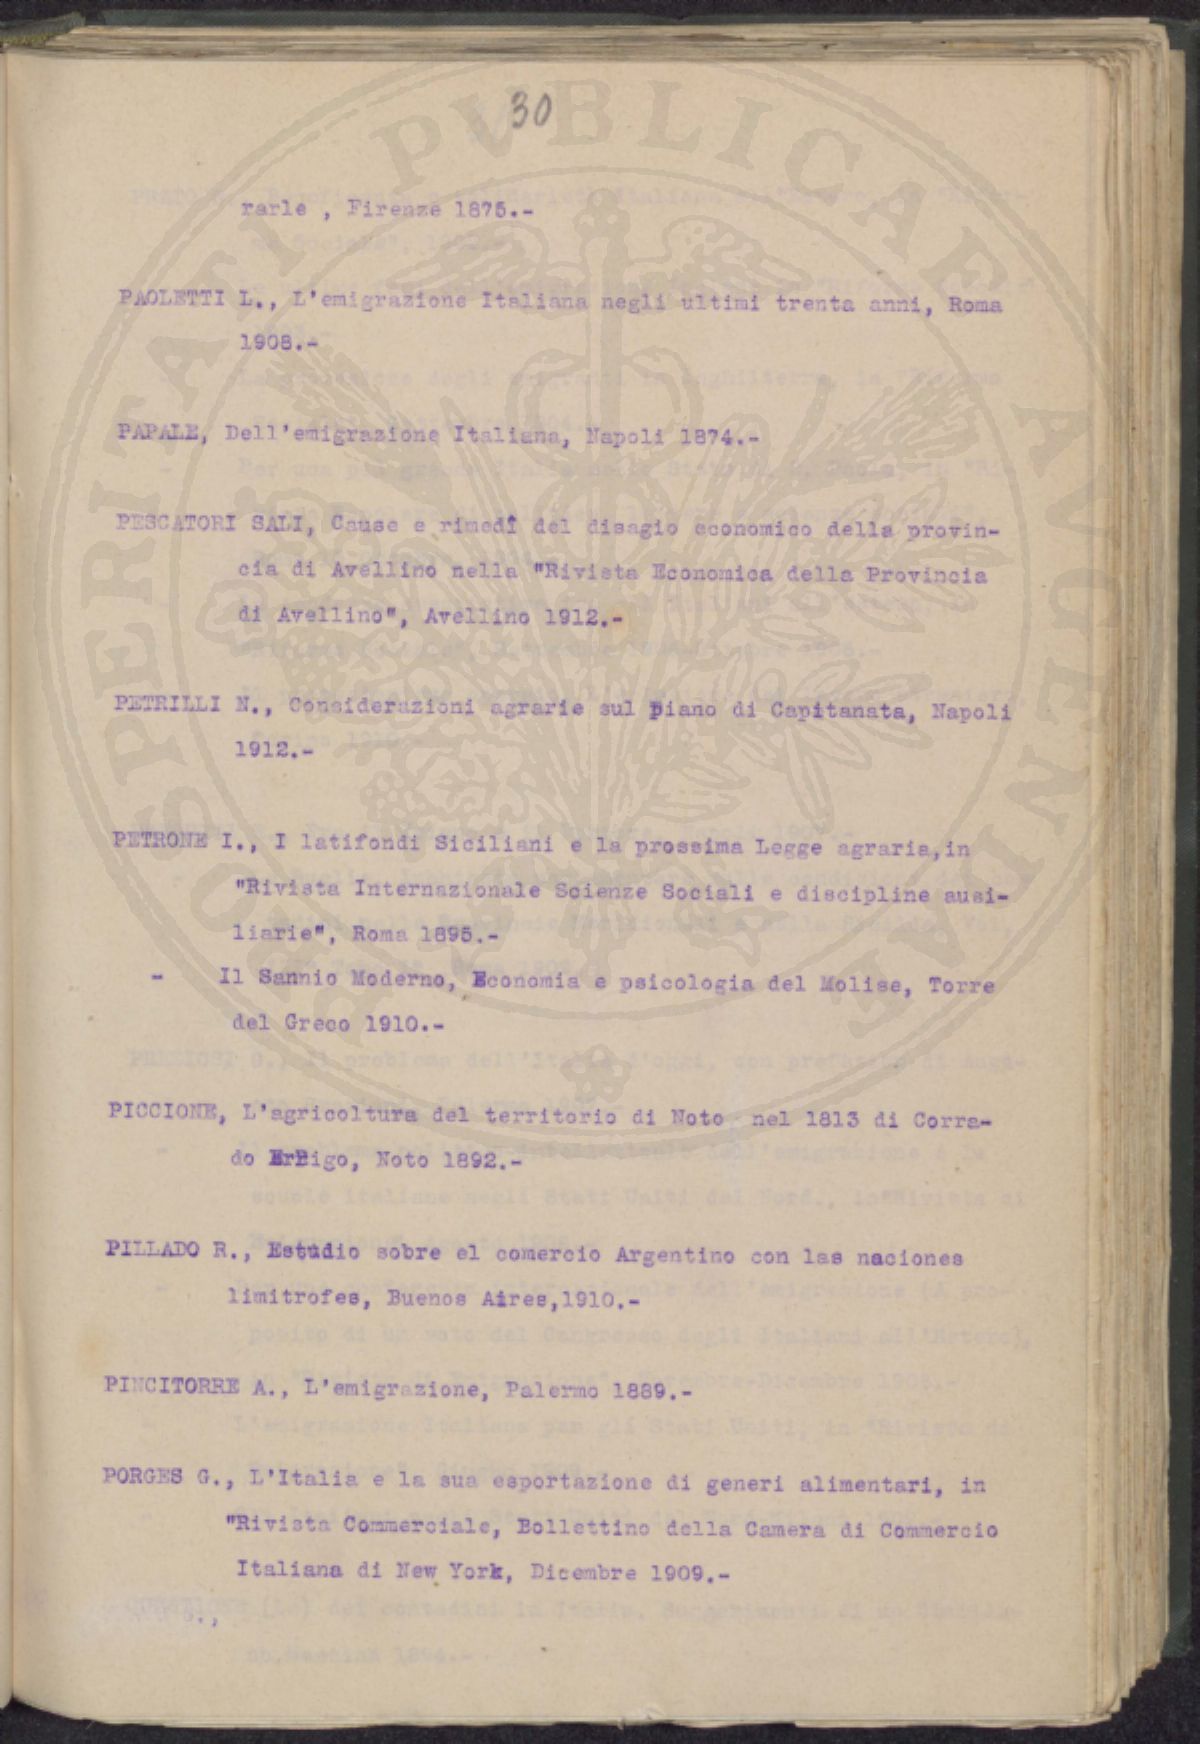 30
rarle , Firenze 1875.-
PAOLETTI L., L'emigrazione Italiana negli ultimi trenta anni, Roma
1908.-
PAPALE, Dell'emigrazione Italiana, Napoli 1874.-
PESCATORI SALI, Cause e rimedî del disagio economico della provin-
cia di Avellino nella "Rivista Economica della Provincia
di Avellino", Avellino 1912.-
PETRILLI N., Considerazioni agrarie sul piano di Capitanata, Napoli
1912.-
PETRONE I., I latifondi Siciliani e la prossima Legge agraria,in
"Rivista Internazionale Scienze Sociali e discipline ausi-
liarie", Roma 1895.-
- Il Sannio Moderno, Economia e psicologia del Molise, Torre
del Greco 1910.-
PICCIONE, L'agricoltura del territorio di Noto nel 1813 di Corra-
do ErBigo, Noto 1892.-
PILLADO R., Estudio sobre el comercio Argentino con las naciones
limitrofes, Buenos Aires,1910.-
PINCITORRE A., L'emigrazione, Palermo 1889.-
PORGES G., L'Italia e la sua esportazione di generi alimentari, in
"Rivista Commerciale, Bollettino della Camera di Commercio
Italiana di New York, Dicembre 1909.-
PROSPERITATI PVBLICAE AVGENDAE